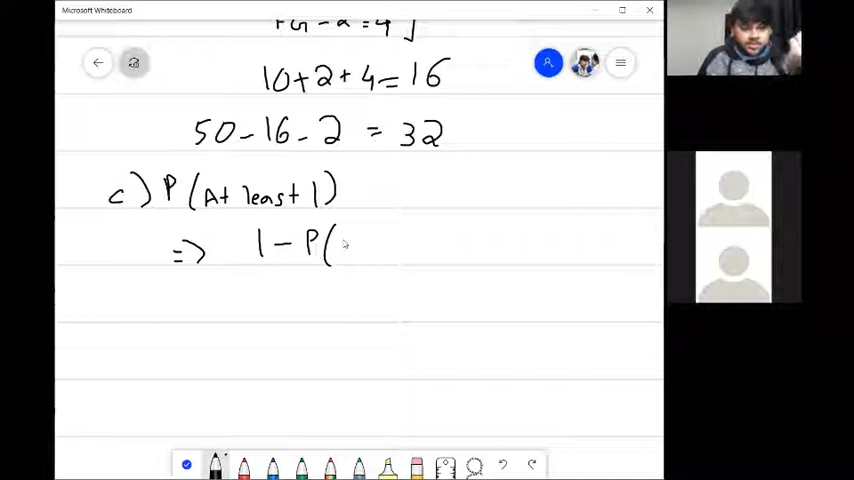 Microsoft Whiteboard
10+2+4=16
50-16-2 = 32
c) P(At least 1)
=> 1-P(